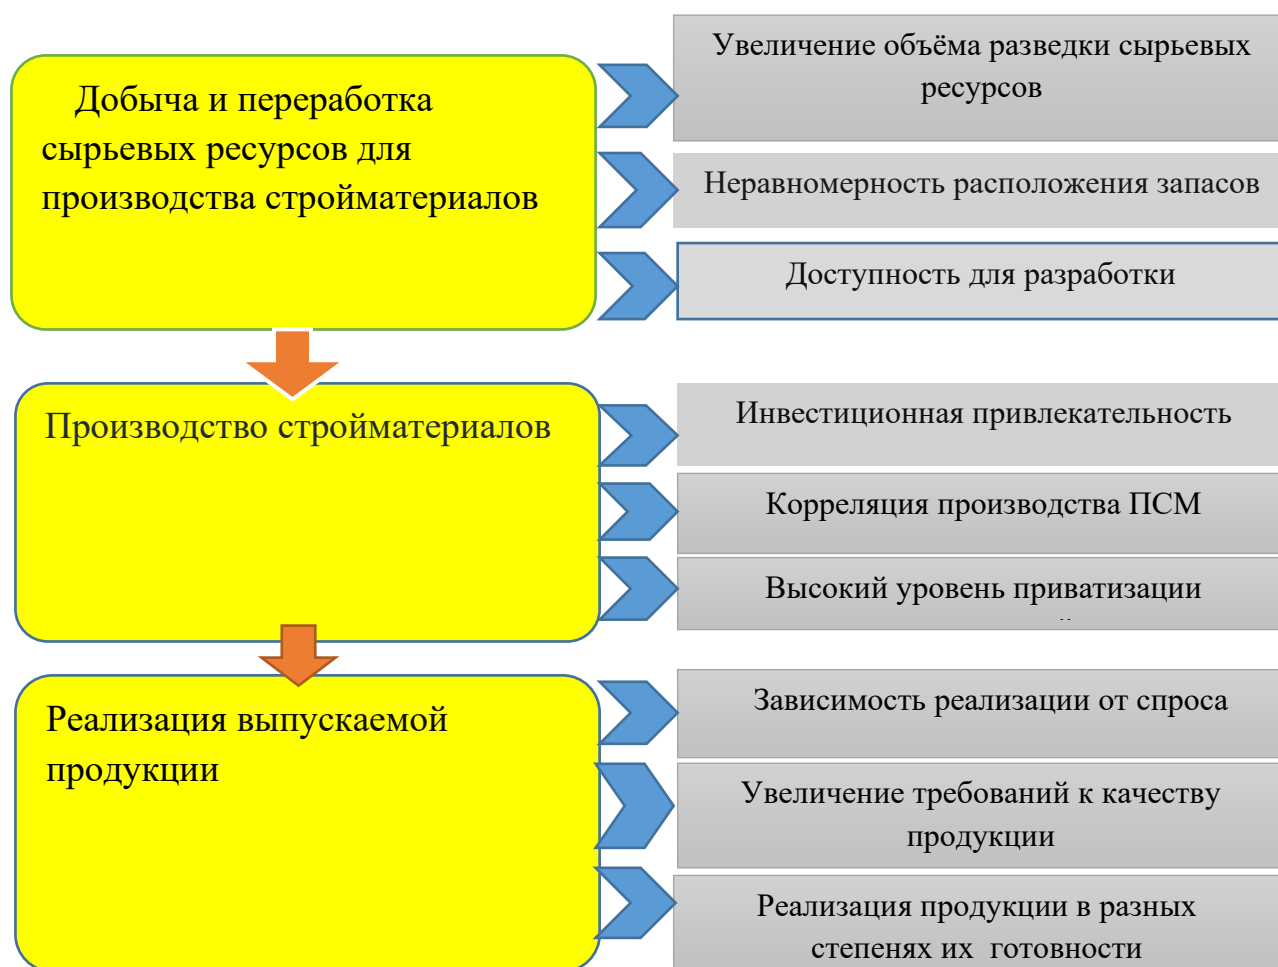 Добыча и переработка
сырьевых ресурсов для
производства стройматериалов
Увеличение объёма разведки сырьевых
ресурсов
Неравномерность расположения запасов
Доступность для разработки
Производство стройматериалов
Инвестиционная привлекательность
Корреляция производства ПСМ
Высокий уровень приватизации
Реализация выпускаемой
продукции
Зависимость реализации от спроса
Увеличение требований к качеству
продукции
Реализация продукции в разных
степенях их готовности